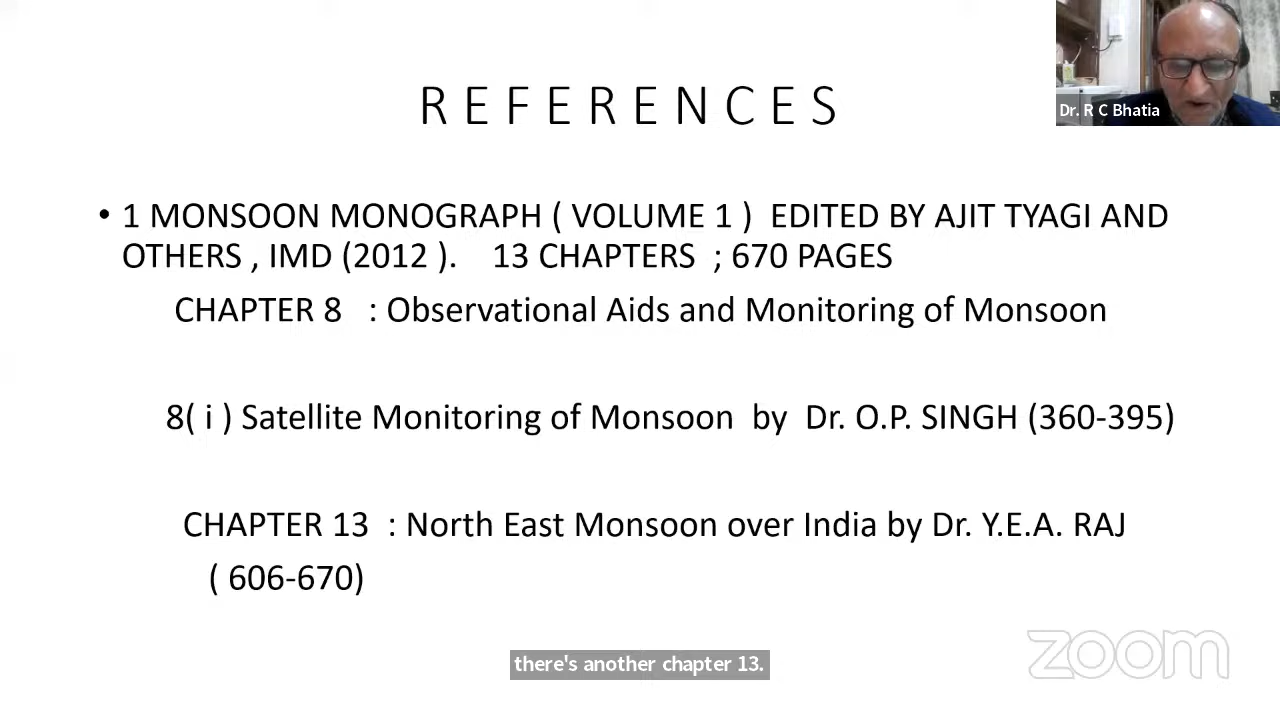 Dr. R C Bhatia
REFERENCES
• 1 MONSOON MONOGRAPH ( VOLUME 1 ) EDITED BY AJIT TYAGI AND
OTHERS , IMD (2012 ). 13 CHAPTERS ; 670 PAGES
CHAPTER 8 : Observational Aids and Monitoring of Monsoon
8( i ) Satellite Monitoring of Monsoon by Dr. O.P. SINGH (360-395)
CHAPTER 13 : North East Monsoon over India by Dr. Y.E.A. RAJ
( 606-670)
zoom
there's another chapter 13.